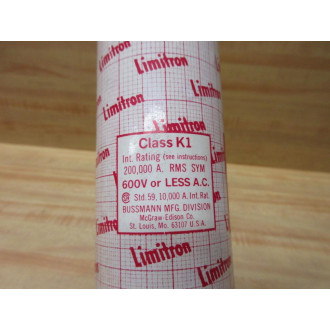 Limitron
Limitron
Limitron
Limitron
Class K1
Int. Rating (see instructions)
200,000 A. RMS SYM
600V or LESS A.C.
Std. 59, 10,000 A. Int. Rat.
BUSSMANN MFG. DIVISION
McGraw-Edison Co.
St. Louis, Mo. 63107 U.S.A.
Limitron
Limitron